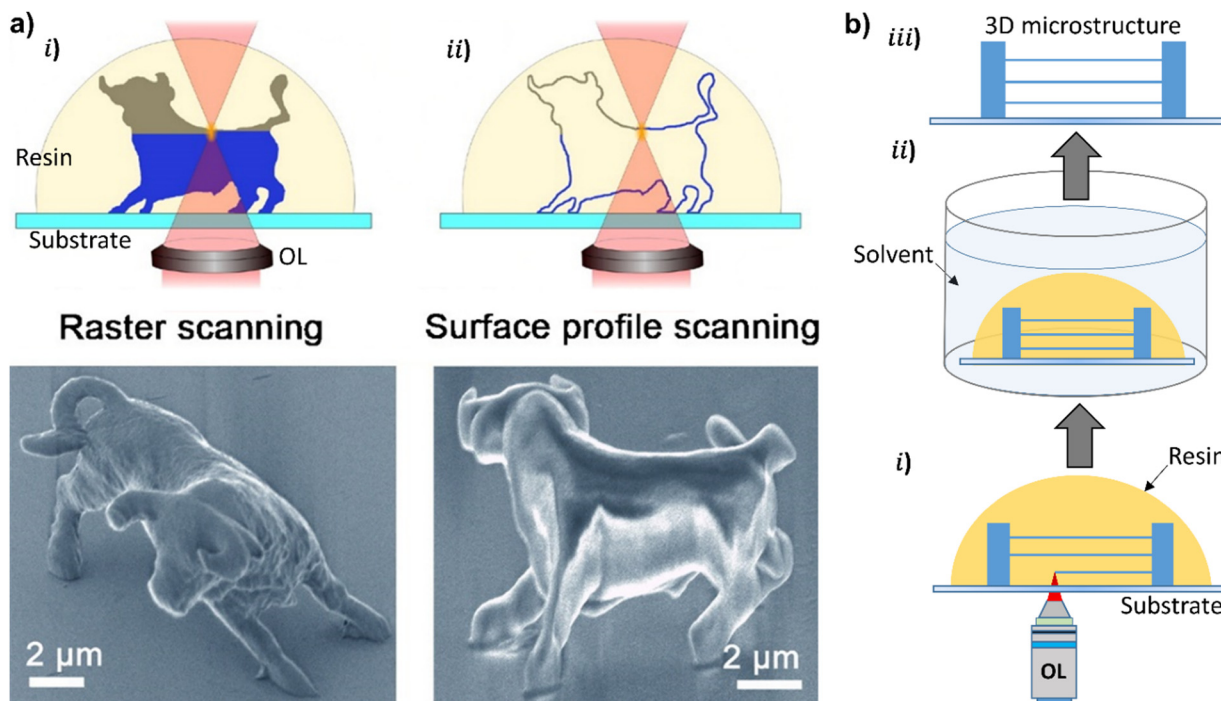 a)
i)
ii)
Resin
Substrate
OL
Raster scanning
Surface profile scanning
2 μm
2 μm
b)
iii)
3D microstructure
ii)
Solvent
i)
Resin
Substrate
OL